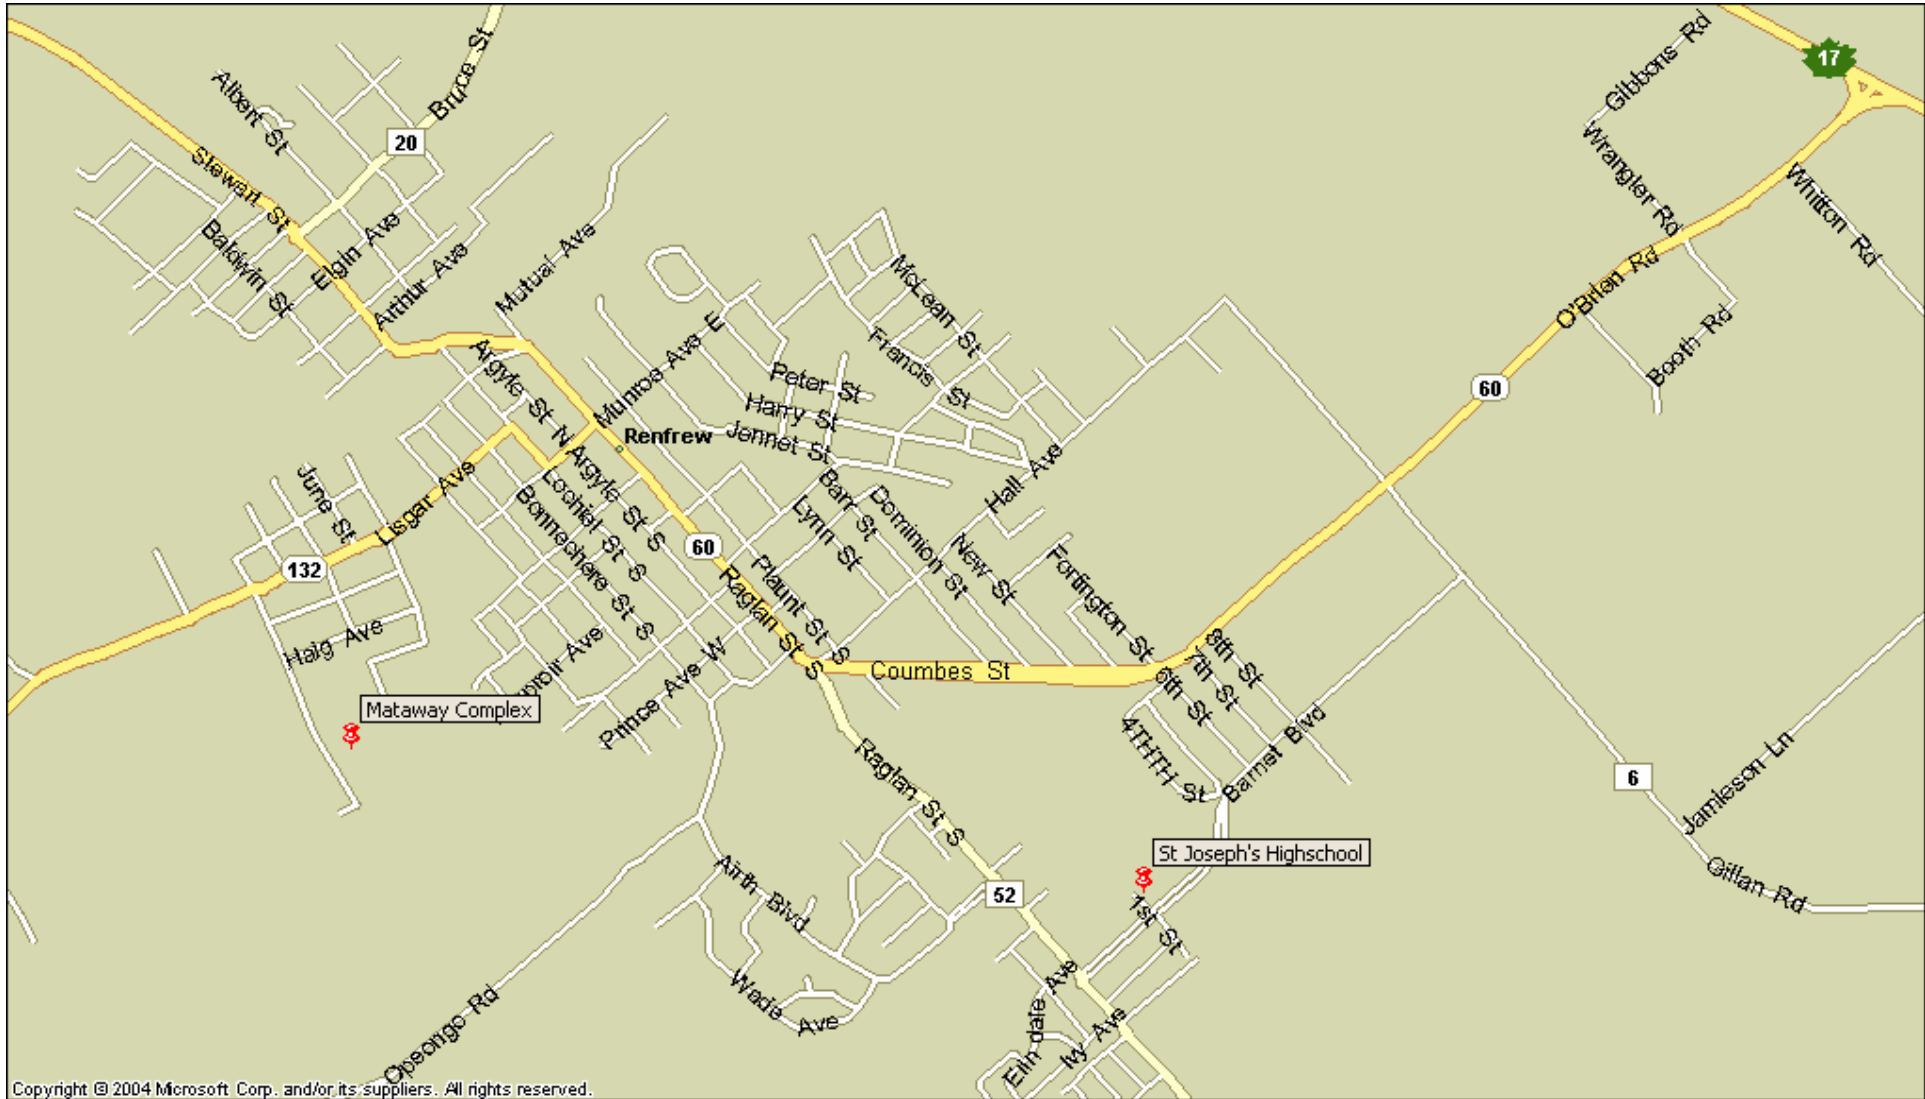 Bruce St
Gibbons Rd
17
Albert St
20
Wrangler Rd
Stewart St
Whitton Rd
Elgin Ave
Baldwin St
Mutual Ave
Arthur Ave
McLean St
O'Brien Rd
Booth Rd
Munroe Ave E
Francis St
Argyle St N
Peter St
60
Harry St
Renfrew
Jennet St
June St
Lisgar Ave
Argyle St S
Lochiel St S
Bonnechere St S
Barr St
Lynn St
Dominion St
Hall Ave
60
New St
Fortington St
132
Plaunt St S
Raglan St S
Haig Ave
8th St
7th St
6th St
Coumbes St
Prince Ave W
Mataway Complex
4THTH St
Barnet Blvd
Raglan St S
6
Jamieson Ln
St Joseph's Highschool
Airth Blvd
52
Gillan Rd
1st St
Wade Ave
Elmdale Ave
Ivy Ave
Opeongo Rd
Copyright © 2004 Microsoft Corp. and/or its suppliers. All rights reserved.